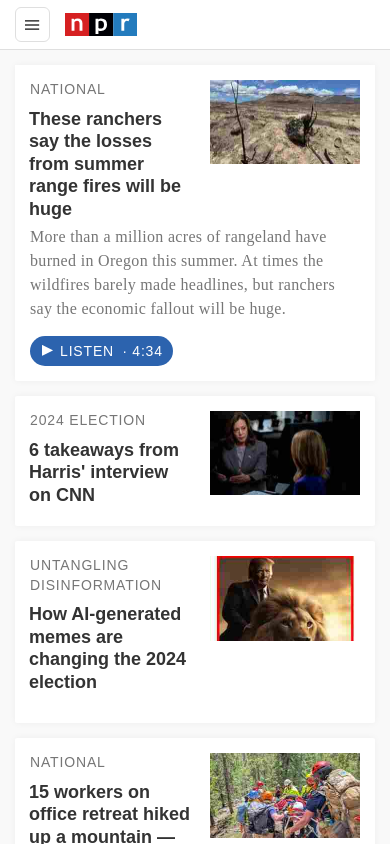 npr
NATIONAL
These ranchers
say the losses
from summer
range fires will be
huge
More than a million acres of rangeland have
burned in Oregon this summer. At times the
wildfires barely made headlines, but ranchers
say the economic fallout will be huge.
LISTEN · 4:34
2024 ELECTION
6 takeaways from
Harris' interview
on CNN
UNTANGLING
DISINFORMATION
How AI-generated
memes are
changing the 2024
election
NATIONAL
15 workers on
office retreat hiked
up a mountain —